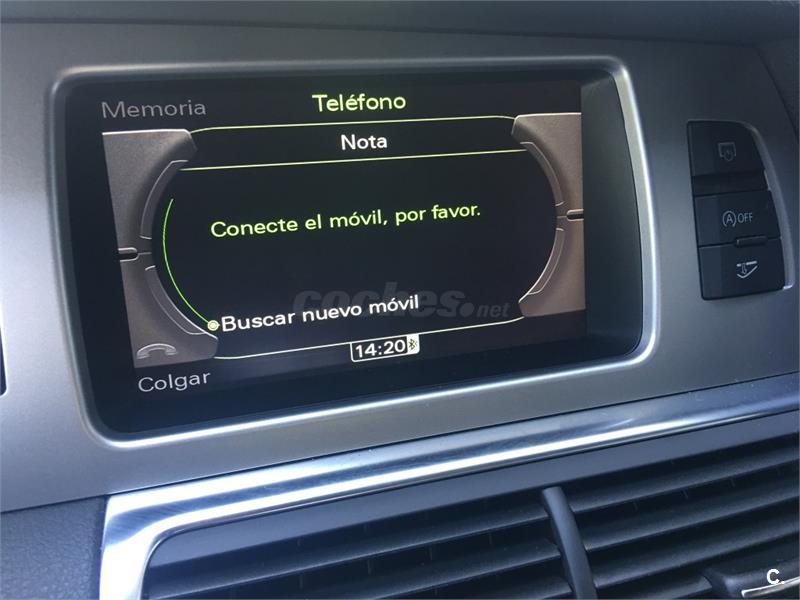 Memoria
Teléfono
Nota
Conecte el móvil, por favor.
coches.net
Buscar nuevo móvil
14:20
Colgar
A OFF
C.